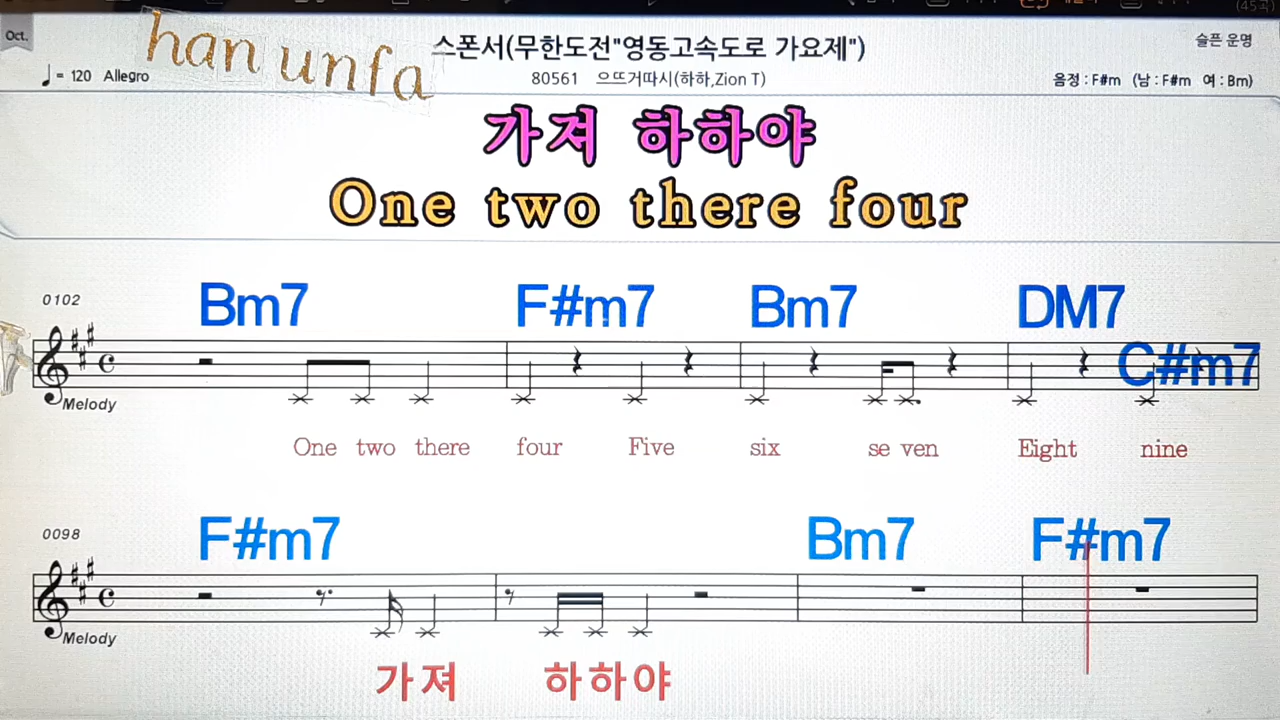 (45곡)
Oct.
han unfa
스폰서(무한도전"영동고속도로 가요제")
슬픈 운명
♩ = 120 Allegro
80561 으뜨거따시(하하,Zion T)
음정 : F#m (남 : F#m 여 : Bm)
가져 하하야
One two there four
0102
Bm7 F#m7 Bm7 DM7 C#m7
Melody
One two there four Five six se ven Eight nine
0098
F#m7 Bm7 F#m7
Melody
가져 하하야